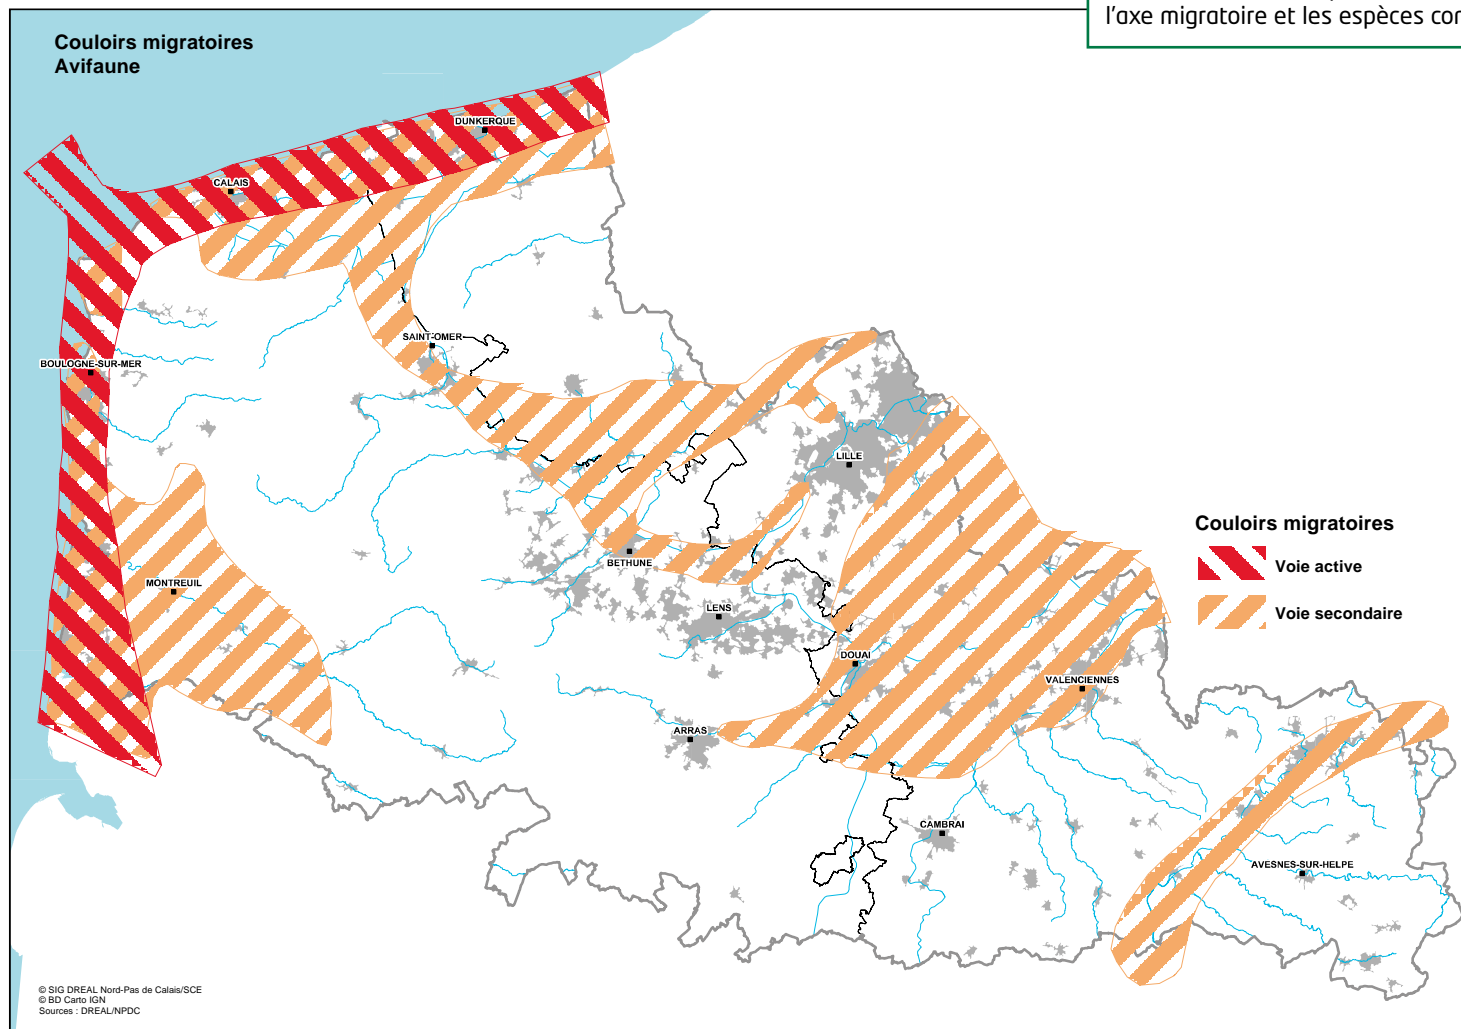 l'axe migratoire et les espèces
Couloirs migratoires
Avifaune
DUNKERQUE
CALAIS
SAINT-OMER
BOULOGNE-SUR-MER
LILLE
BETHUNE
MONTREUIL
LENS
DOUAI
VALENCIENNES
ARRAS
CAMBRAI
AVESNES-SUR-HELPE
Couloirs migratoires
Voie active
Voie secondaire
© SIG DREAL Nord-Pas de Calais/SCE
© BD Carto IGN
Sources : DREAL/NPDC